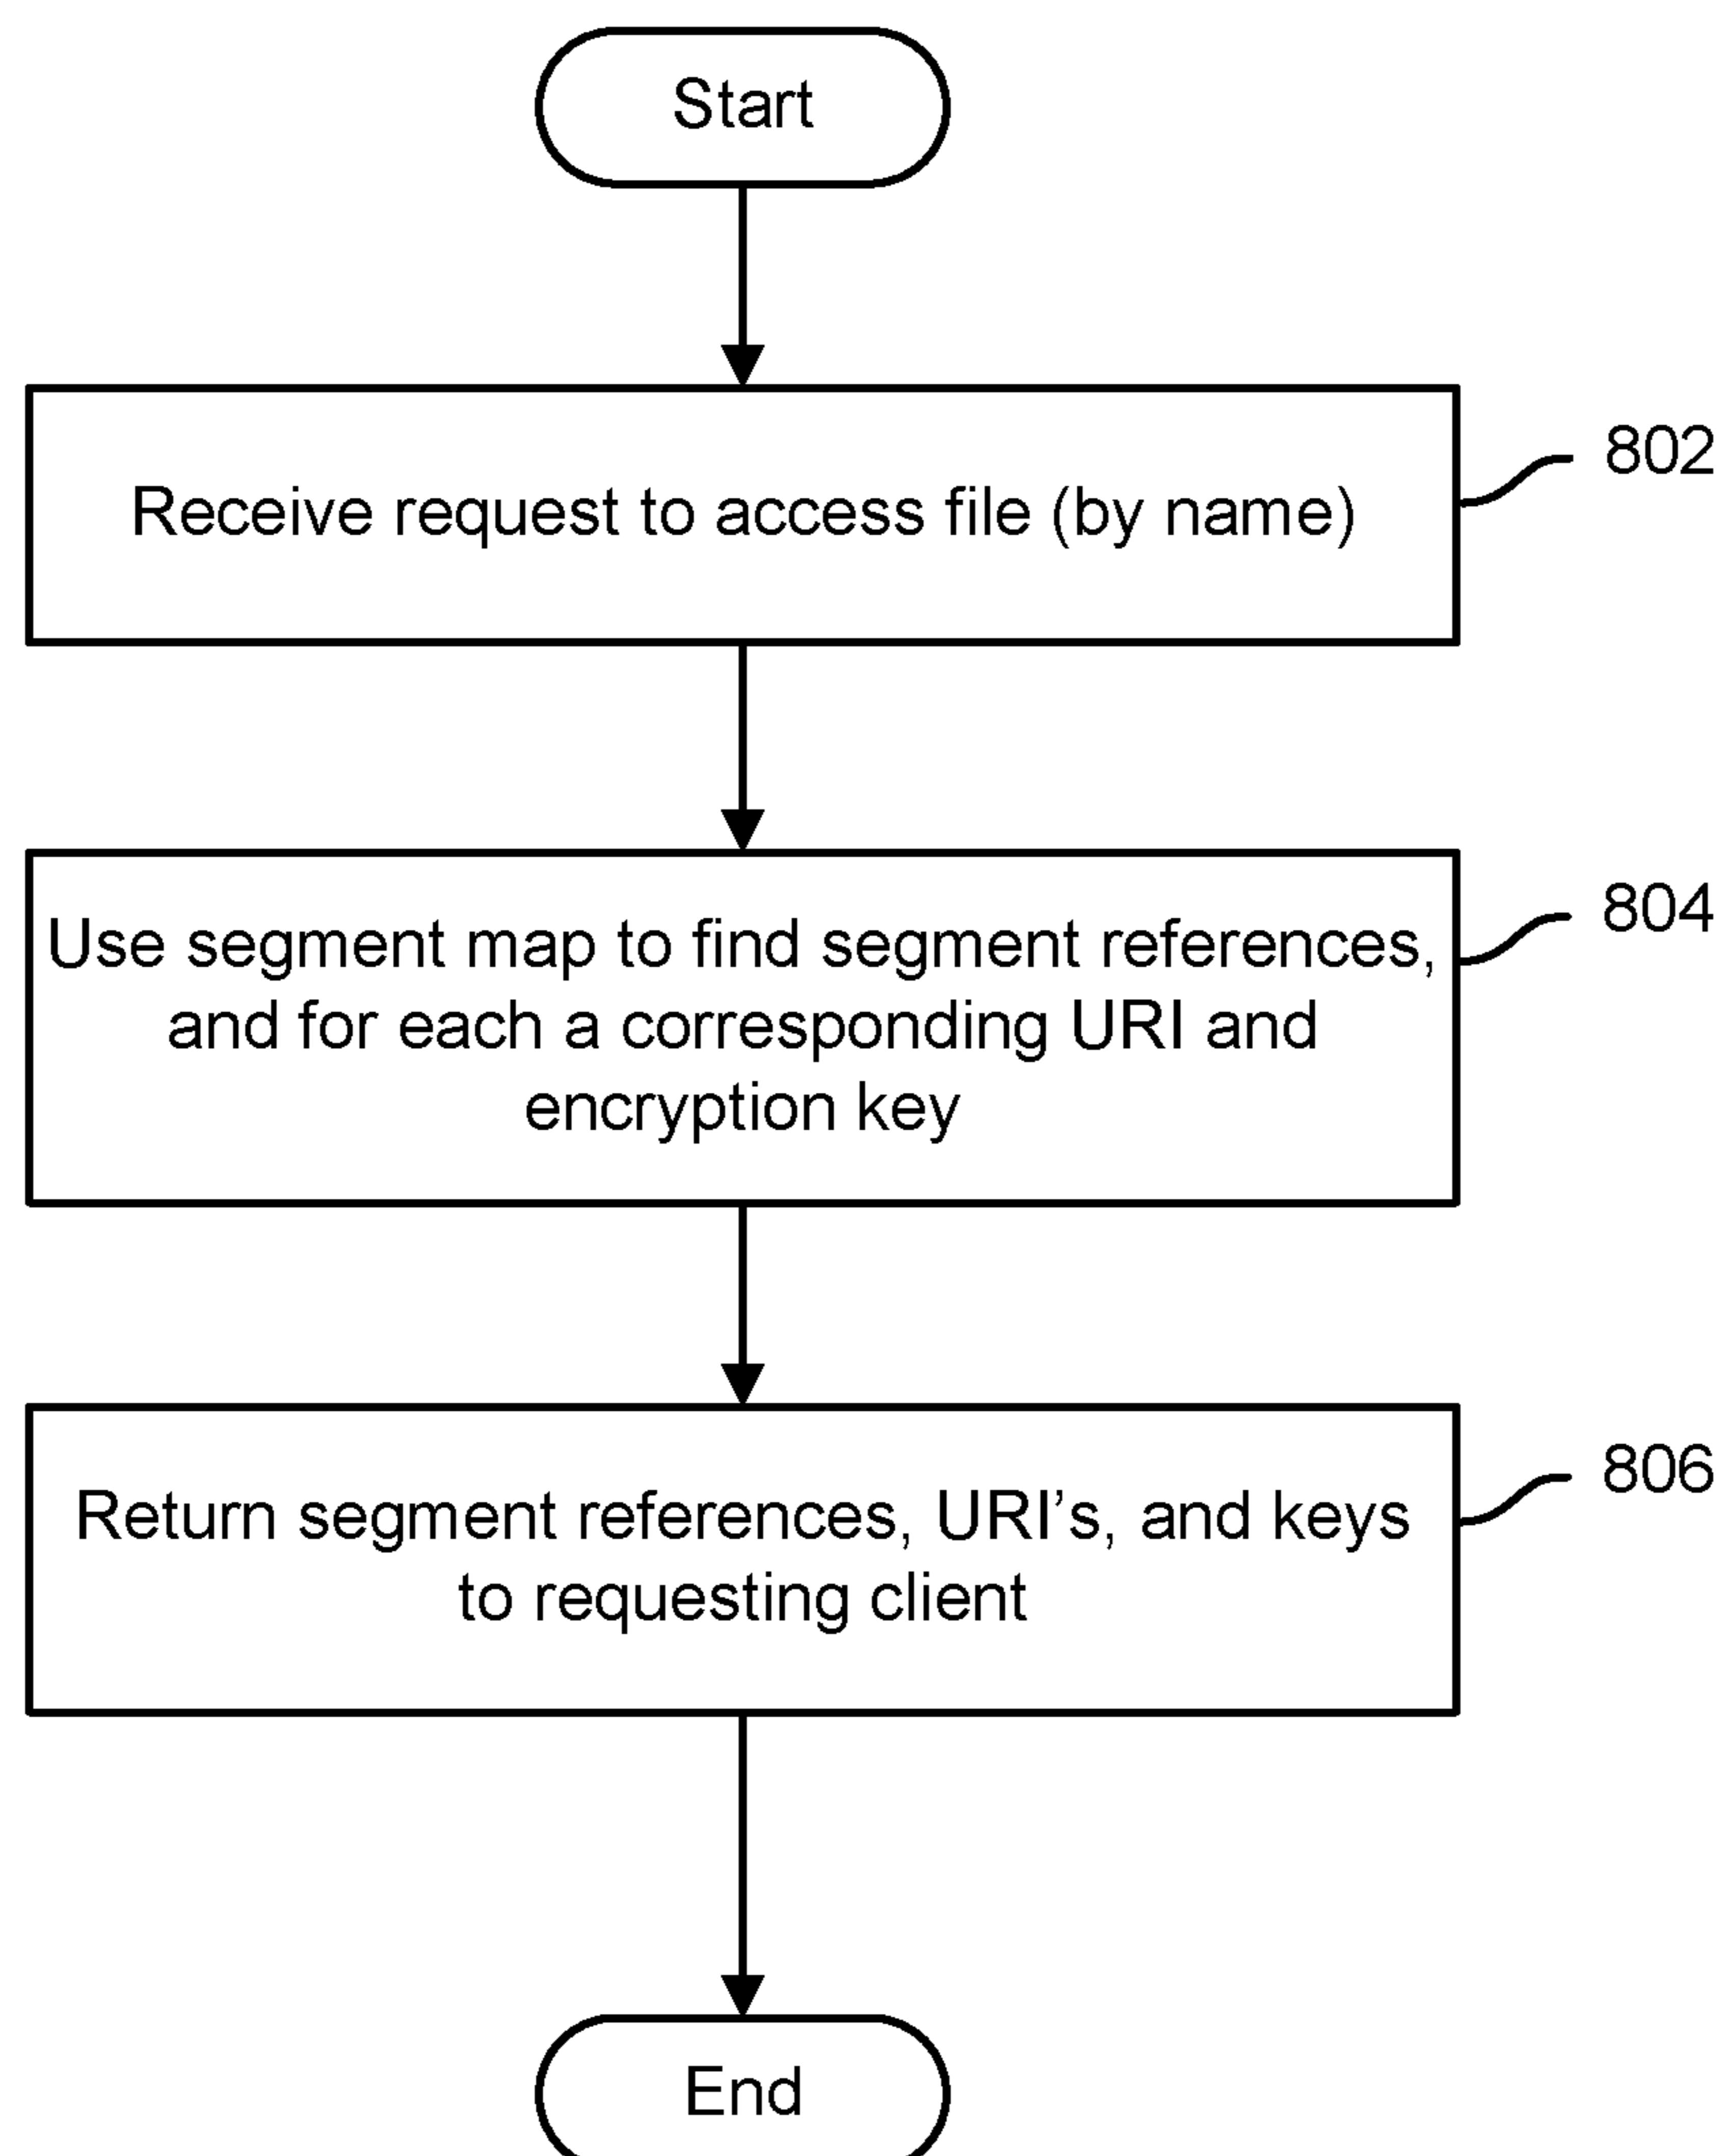 Start
802
Receive request to access file (by name)
804
Use segment map to find segment references,
and for each a corresponding URI and
encryption key
806
Return segment references, URI’s, and keys
to requesting client
End